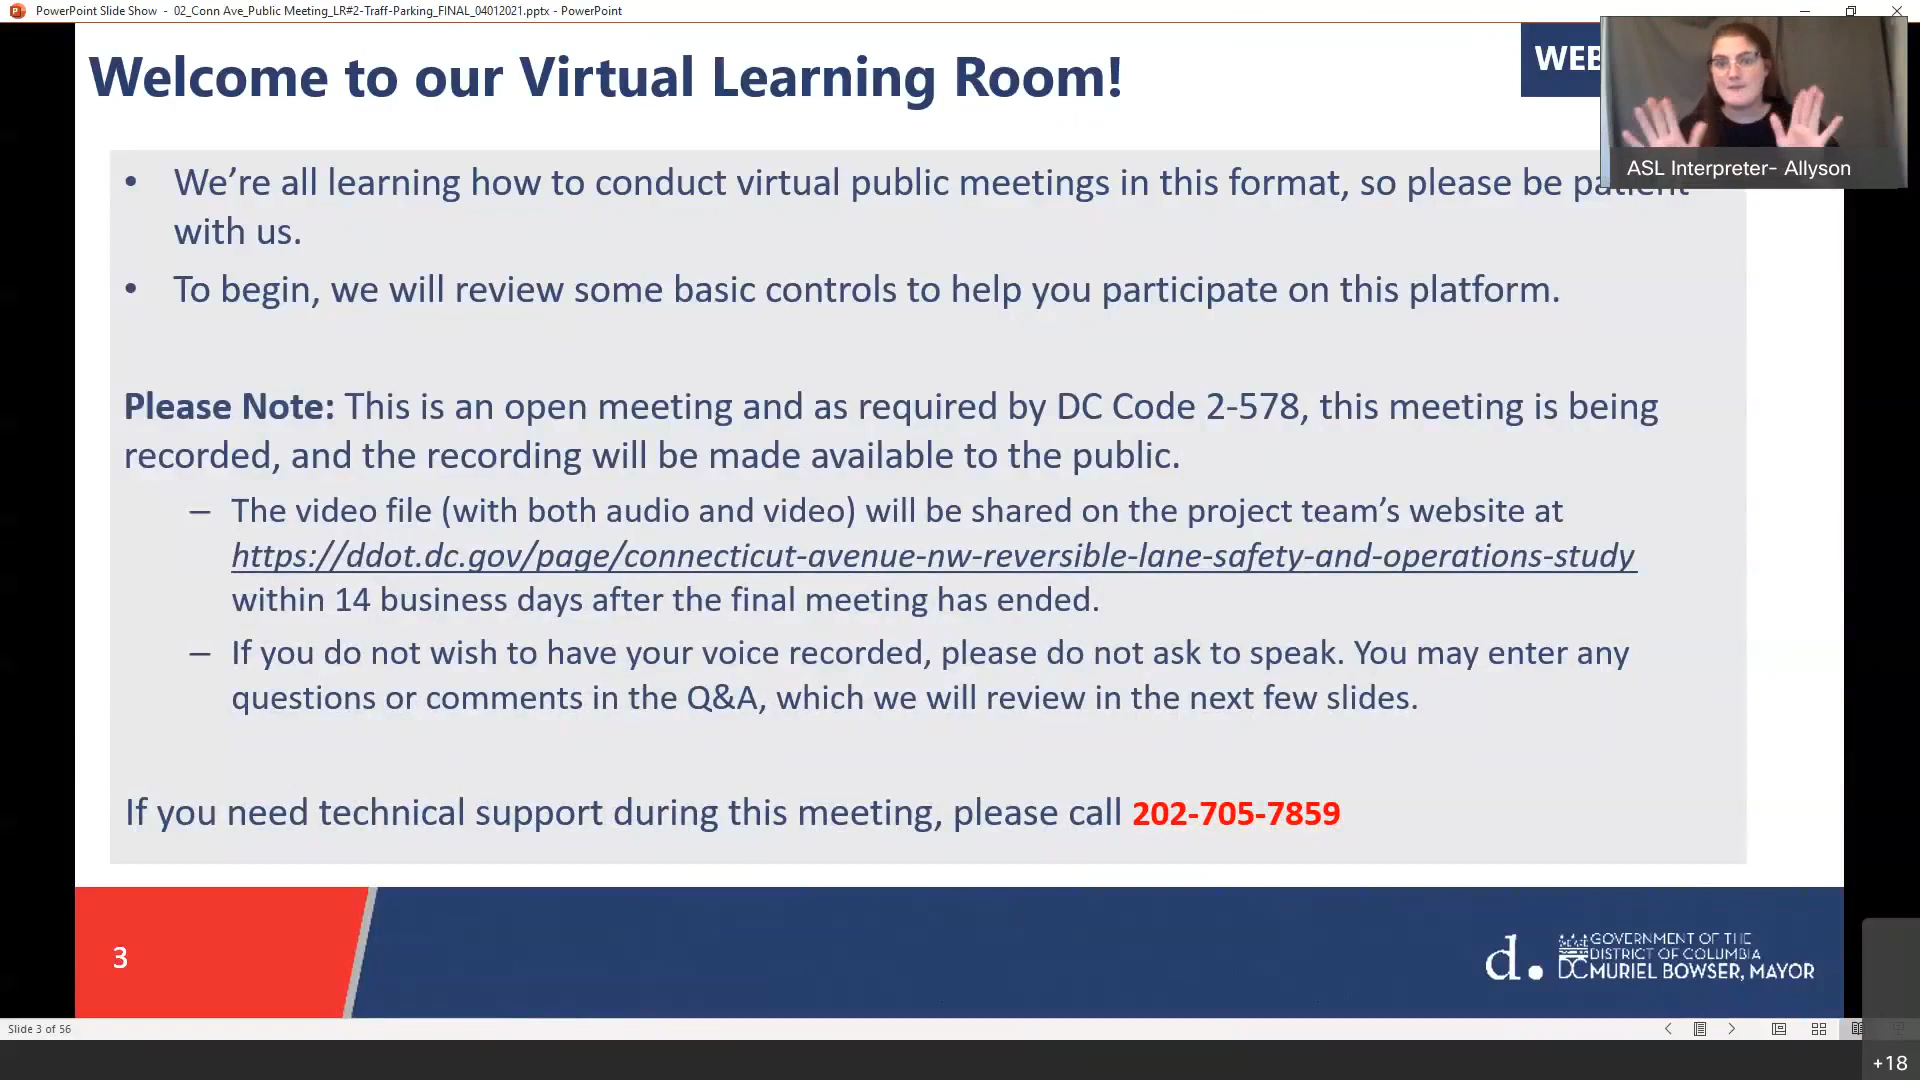 PowerPoint Slide Show - 02_Conn Ave_Public Meeting_LR#2-Traff-Parking_FINAL_04012021.pptx - PowerPoint
Welcome to our Virtual Learning Room!
WEB
ASL Interpreter- Allyson
• We’re all learning how to conduct virtual public meetings in this format, so please be patient
with us.
• To begin, we will review some basic controls to help you participate on this platform.
Please Note: This is an open meeting and as required by DC Code 2-578, this meeting is being
recorded, and the recording will be made available to the public.
– The video file (with both audio and video) will be shared on the project team’s website at
https://ddot.dc.gov/page/connecticut-avenue-nw-reversible-lane-safety-and-operations-study
within 14 business days after the final meeting has ended.
– If you do not wish to have your voice recorded, please do not ask to speak. You may enter any
questions or comments in the Q&A, which we will review in the next few slides.
If you need technical support during this meeting, please call 202-705-7859
3
d.
GOVERNMENT OF THE
DISTRICT OF COLUMBIA
DC MURIEL BOWSER, MAYOR
Slide 3 of 56
+18